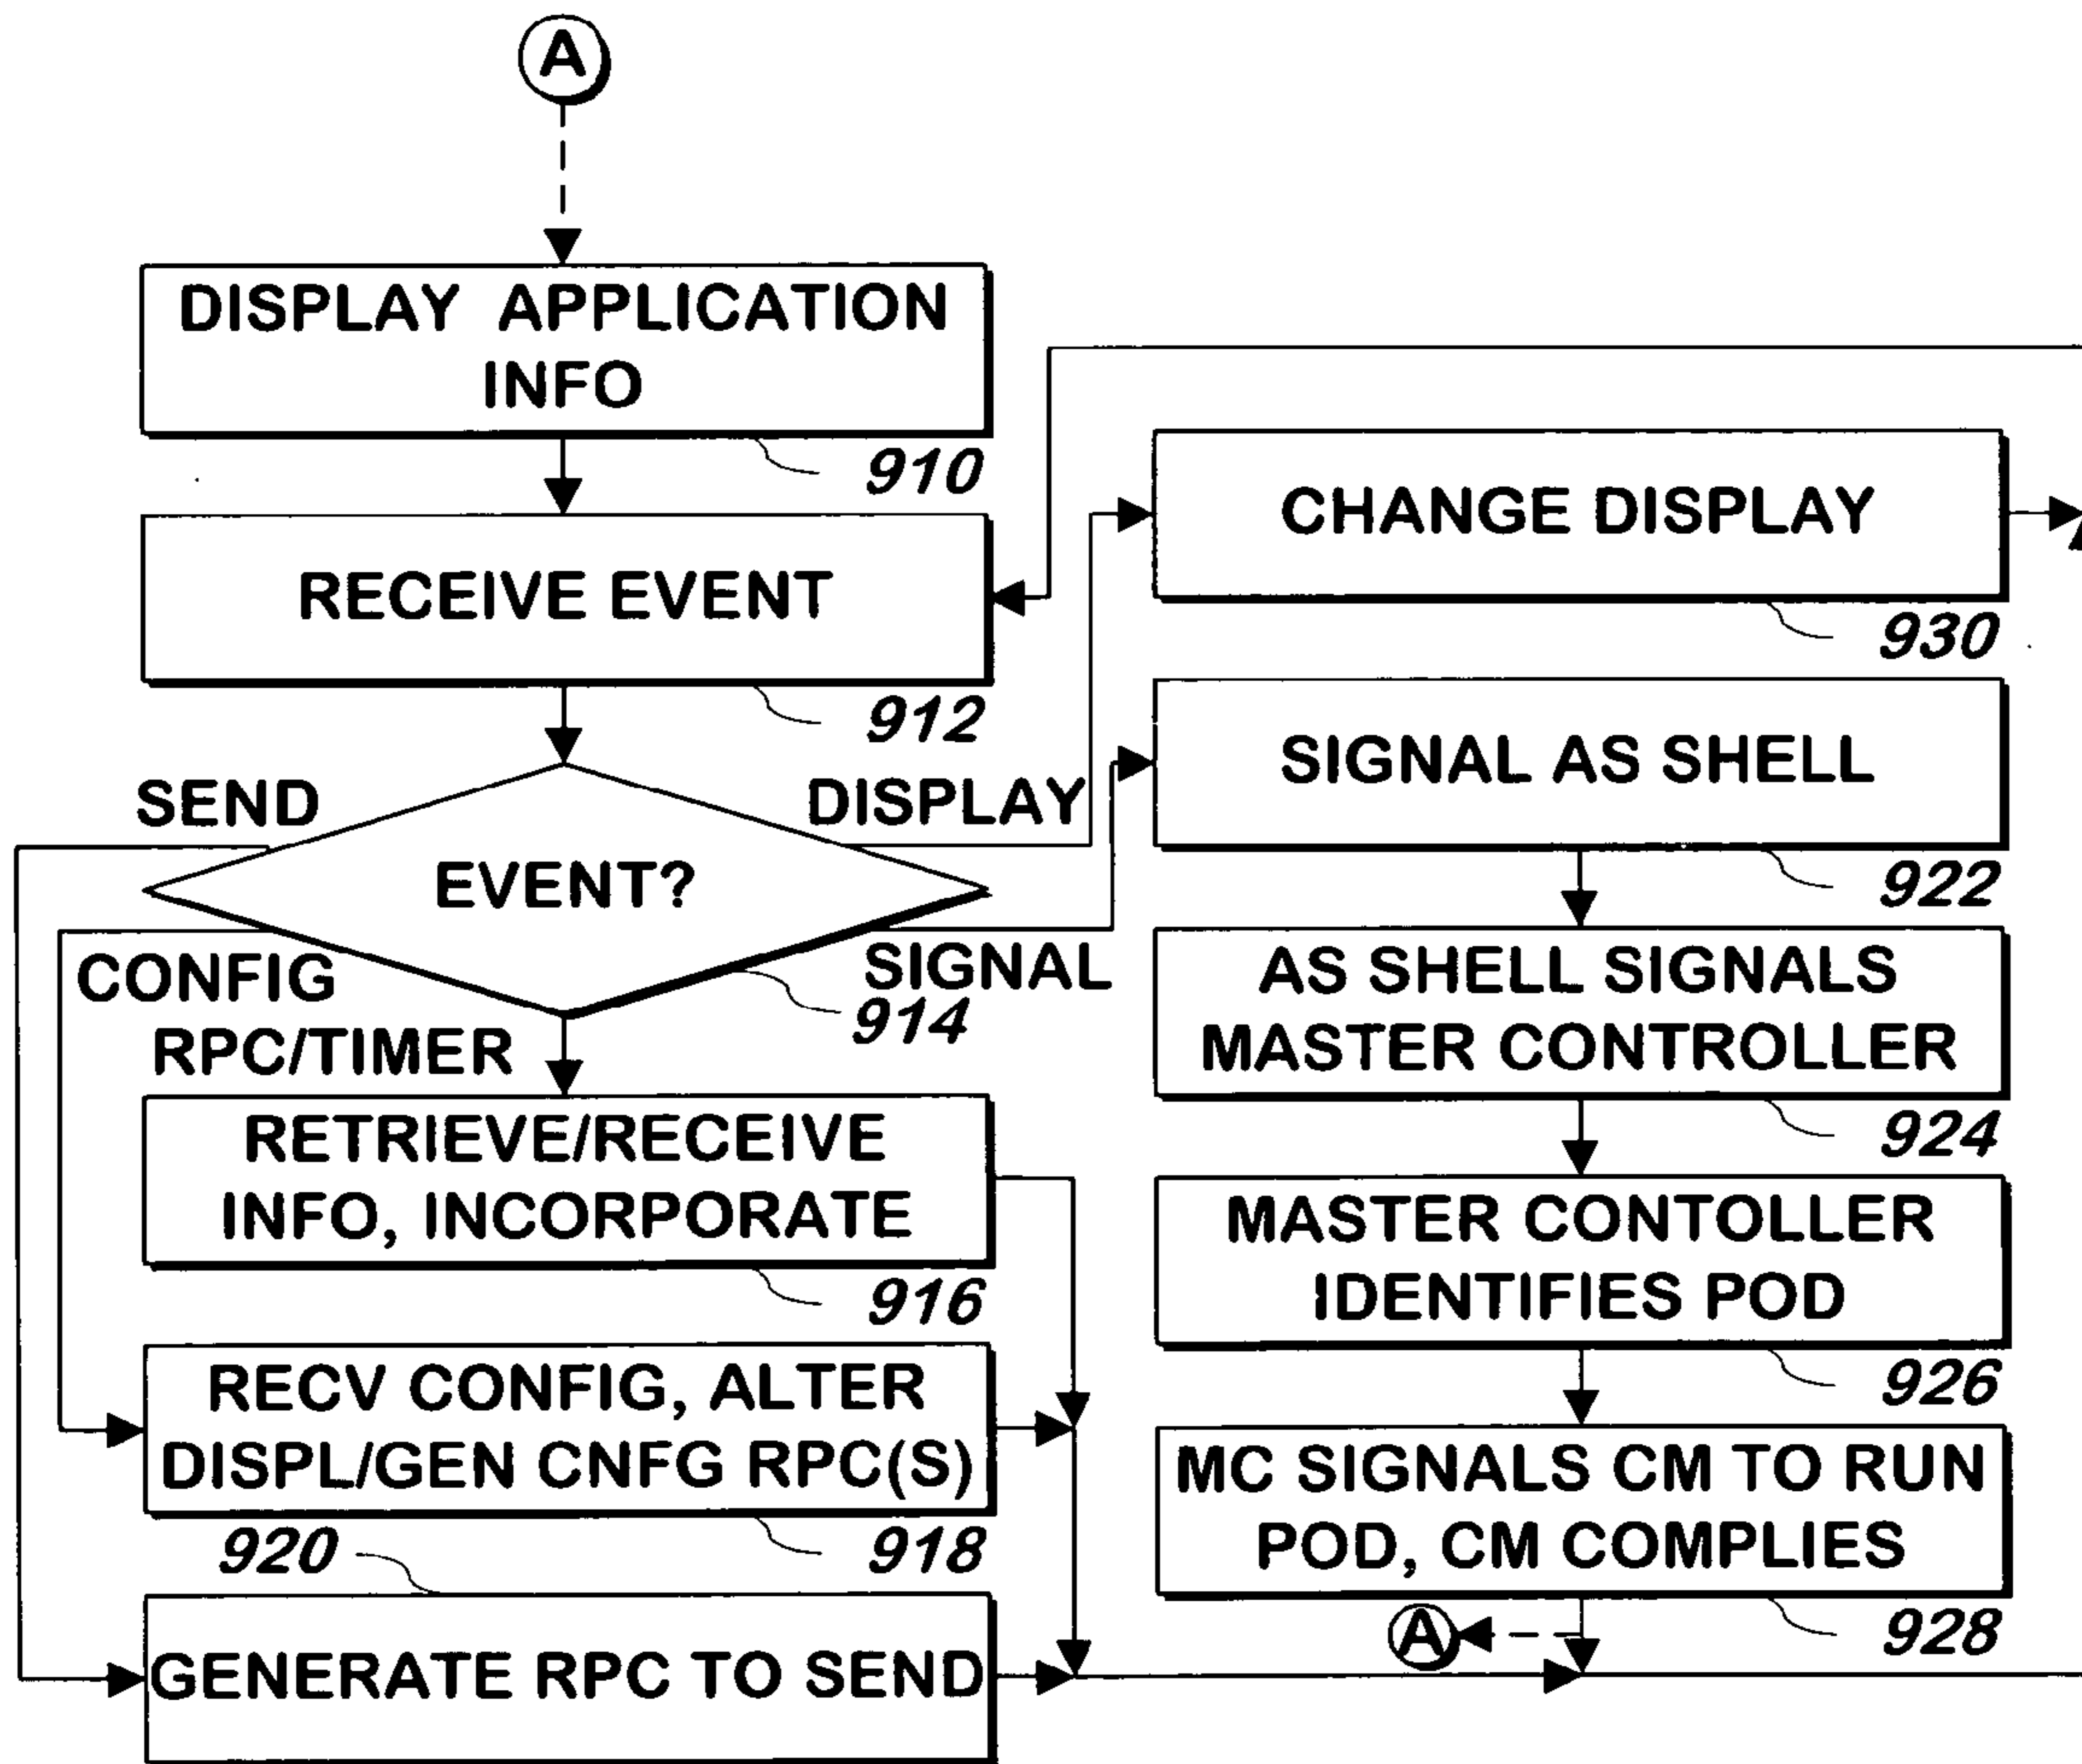 A
DISPLAY APPLICATION
INFO
910
RECEIVE EVENT
912
SEND
DISPLAY
EVENT?
CONFIG
SIGNAL
914
RPC/TIMER
RETRIEVE/RECEIVE
INFO, INCORPORATE
916
RECV CONFIG, ALTER
DISPL/GEN CNFG RPC(S)
918
920
GENERATE RPC TO SEND
CHANGE DISPLAY
930
SIGNAL AS SHELL
922
AS SHELL SIGNALS
MASTER CONTROLLER
924
MASTER CONTOLLER
IDENTIFIES POD
926
MC SIGNALS CM TO RUN
POD, CM COMPLIES
928
A